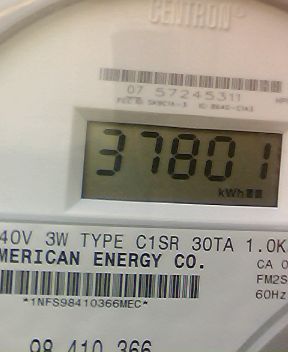 CENTRON®
07 57245311
37801
kWh
40V 3W TYPE C1SR 30TA 1.0K
MERICAN ENERGY CO.
CA 0
FM2S
60Hz
*1NFS98410366MEC*
98 410 366